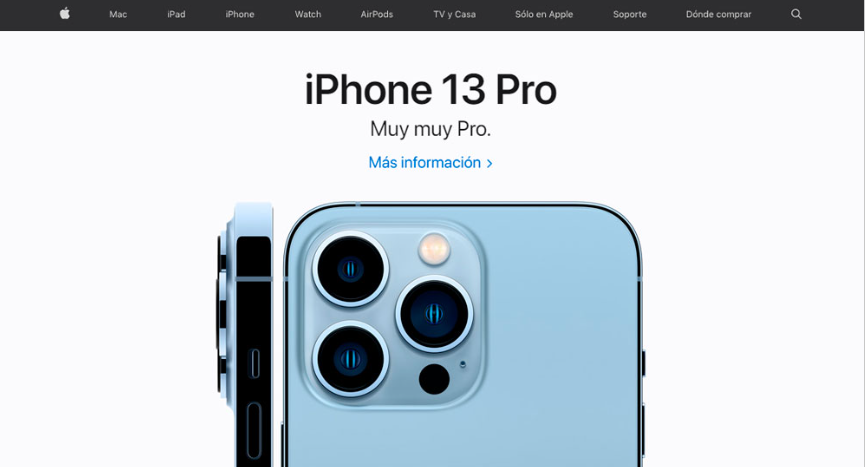 Mac iPad iPhone Watch AirPods TV y Casa Sólo en Apple Soporte Dónde comprar
iPhone 13 Pro
Muy muy Pro.
Más información >